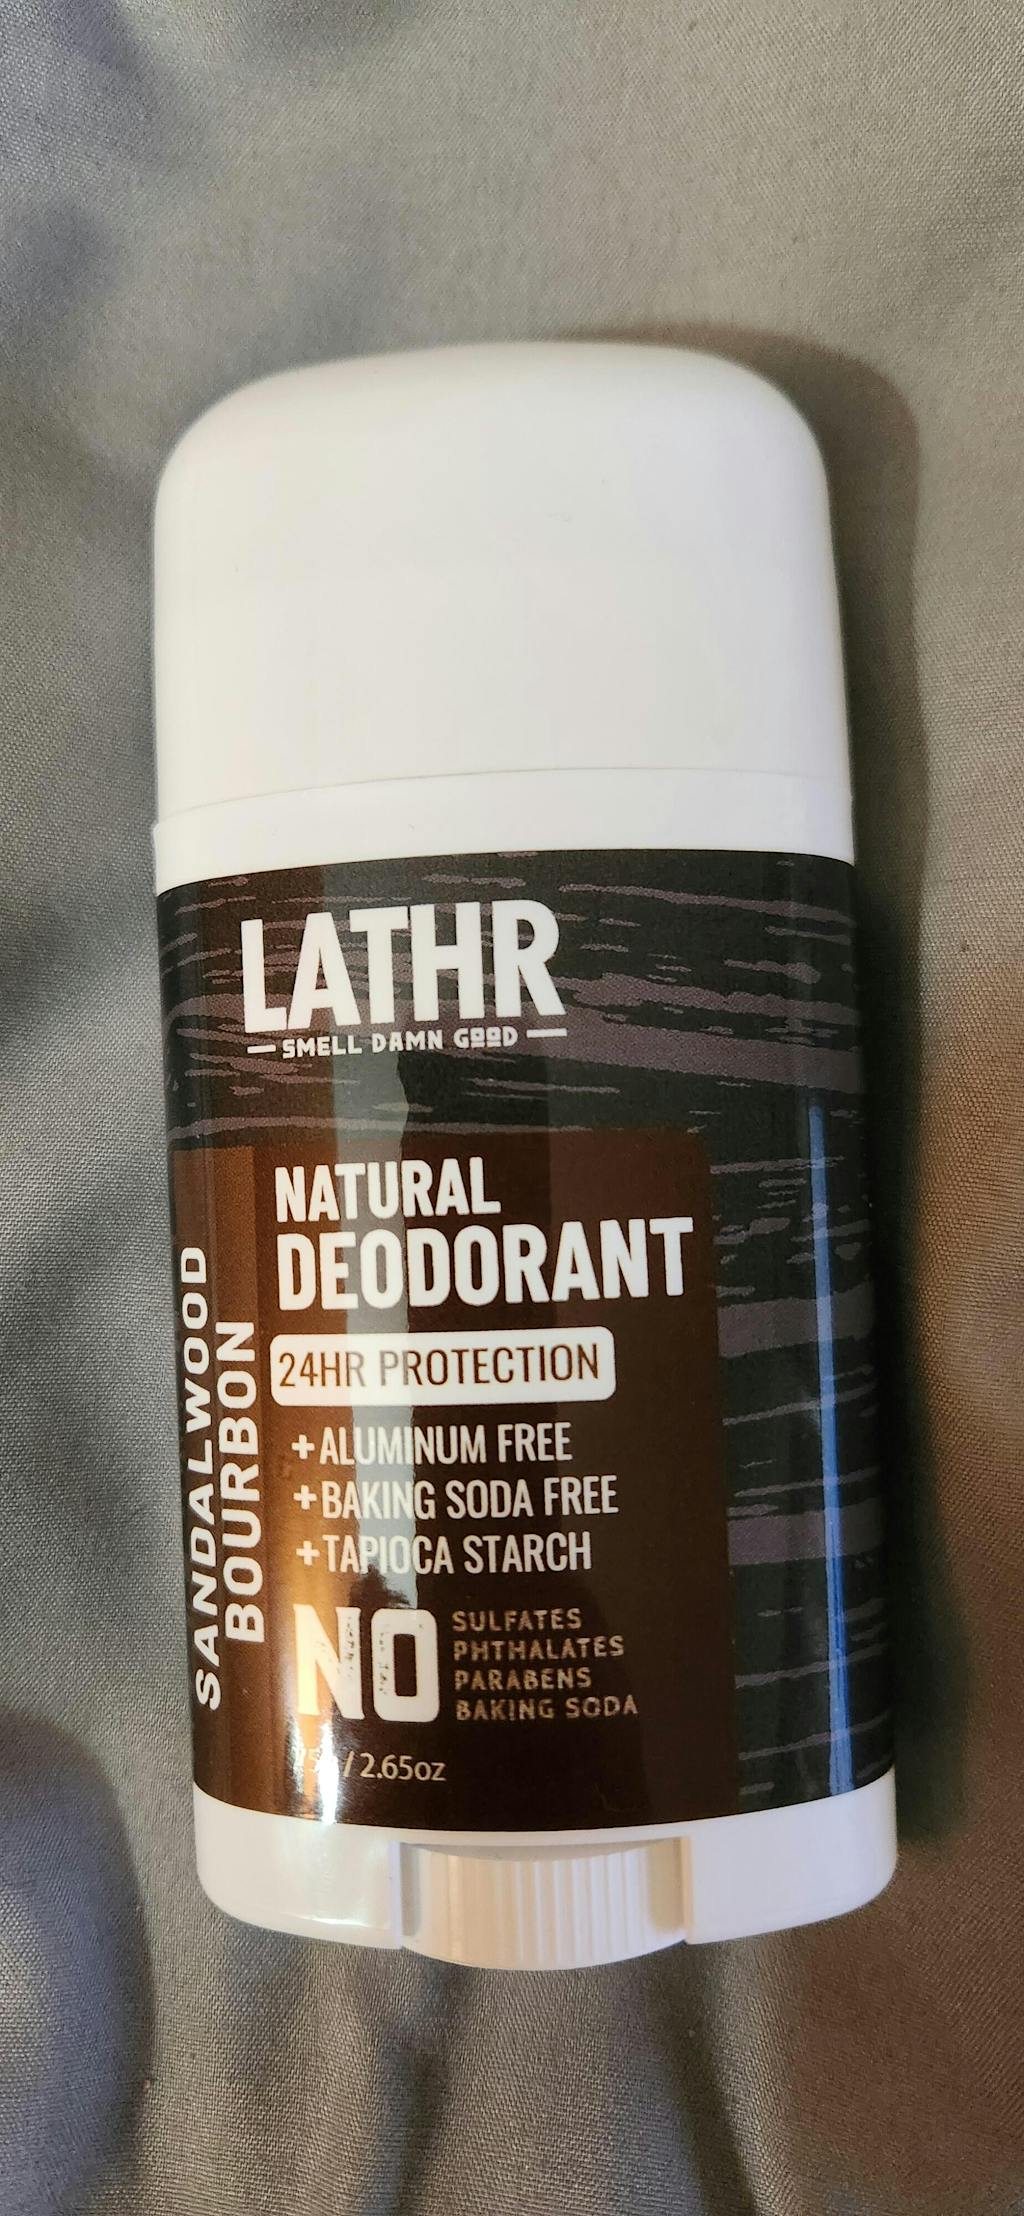 LATHR
SMELL DAMN GOOD
NATURAL
DEODORANT
24HR PROTECTION
+ALUMINUM FREE
+BAKING SODA FREE
+TAPIOCA STARCH
NO
SULFATES
PHTHALATES
PARABENS
BAKING SODA
/ 2.65oz
SANDALWOOD
BOURBON